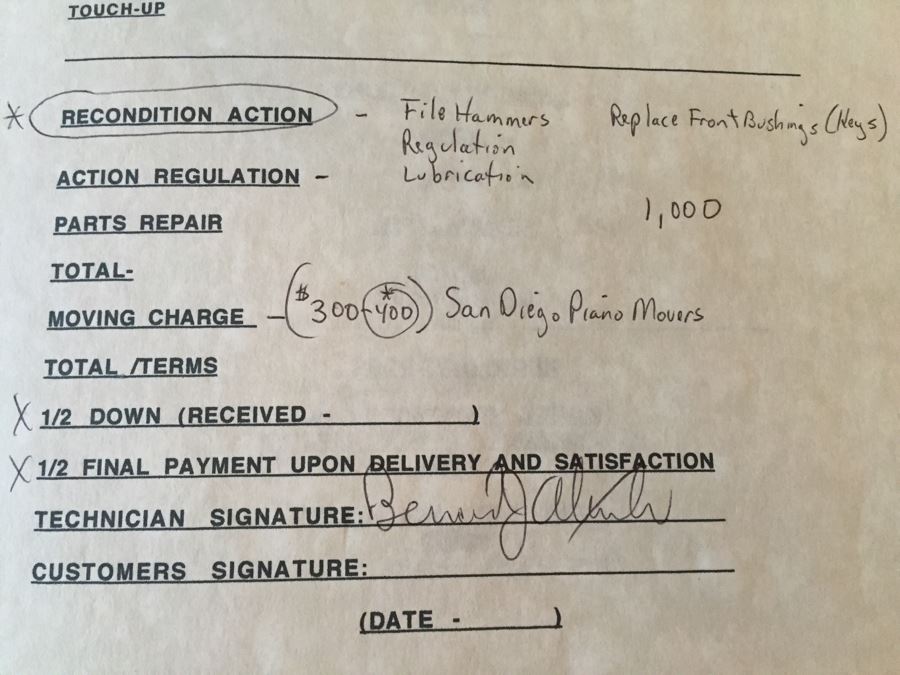 TOUCH-UP
* RECONDITION ACTION - File Hammers Replace Front Bushings (Keys)
Regulation
ACTION REGULATION - Lubrication
PARTS REPAIR 1,000
TOTAL-
MOVING CHARGE - ($300-*400) San Diego Piano Movers
TOTAL /TERMS
X 1/2 DOWN (RECEIVED - )
X 1/2 FINAL PAYMENT UPON DELIVERY AND SATISFACTION
TECHNICIAN SIGNATURE:
CUSTOMERS SIGNATURE:
(DATE - )